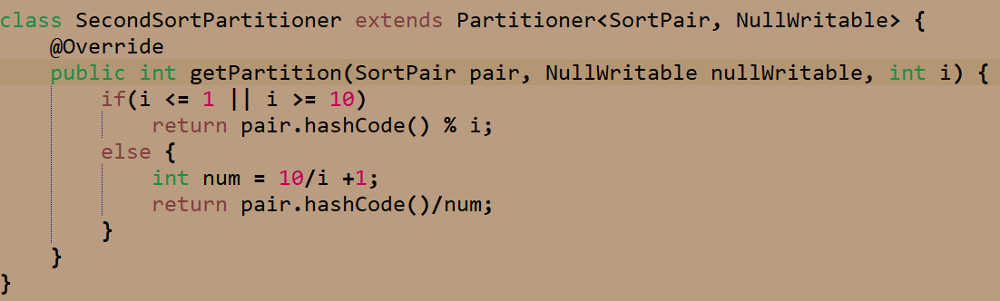 class SecondSortPartitioner extends Partitioner<SortPair, NullWritable> {
    @Override
    public int getPartition(SortPair pair, NullWritable nullWritable, int i) {
        if(i <= 1 || i >= 10)
            return pair.hashCode() % i;
        else {
            int num = 10/i +1;
            return pair.hashCode()/num;
        }
    }
}